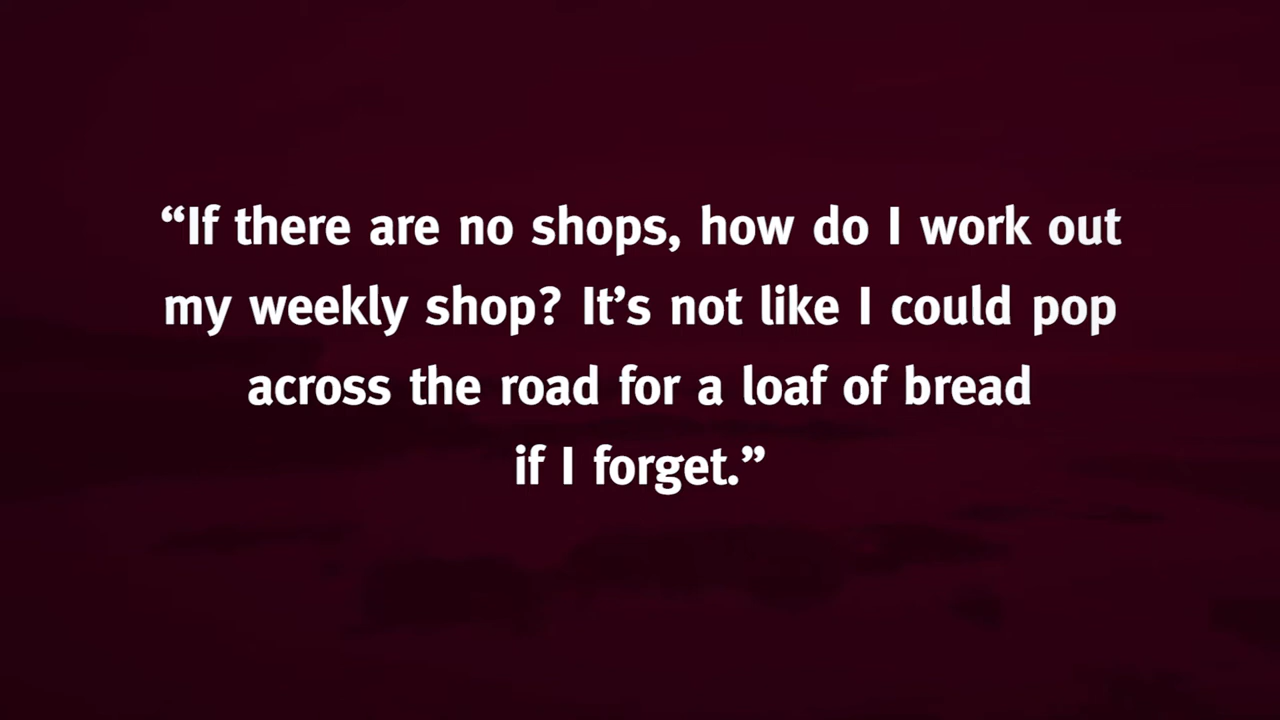 “If there are no shops, how do I work out
my weekly shop? It’s not like I could pop
across the road for a loaf of bread
if I forget.”